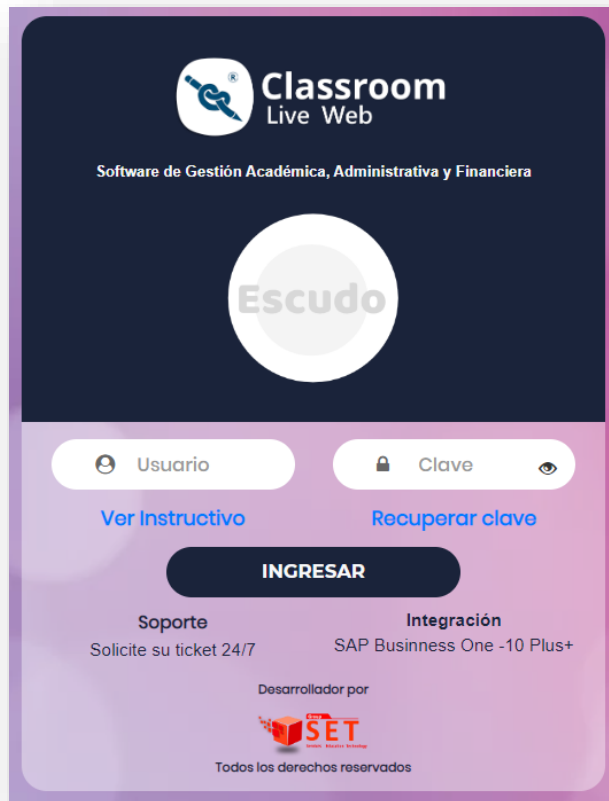 ®
Classroom
Live Web
Software de Gestión Académica, Administrativa y Financiera
Escudo
Usuario
Clave
Ver Instructivo
Recuperar clave
INGRESAR
Soporte
Solicite su ticket 24/7
Integración
SAP Businness One -10 Plus+
Desarrollador por
SET
Todos los derechos reservados